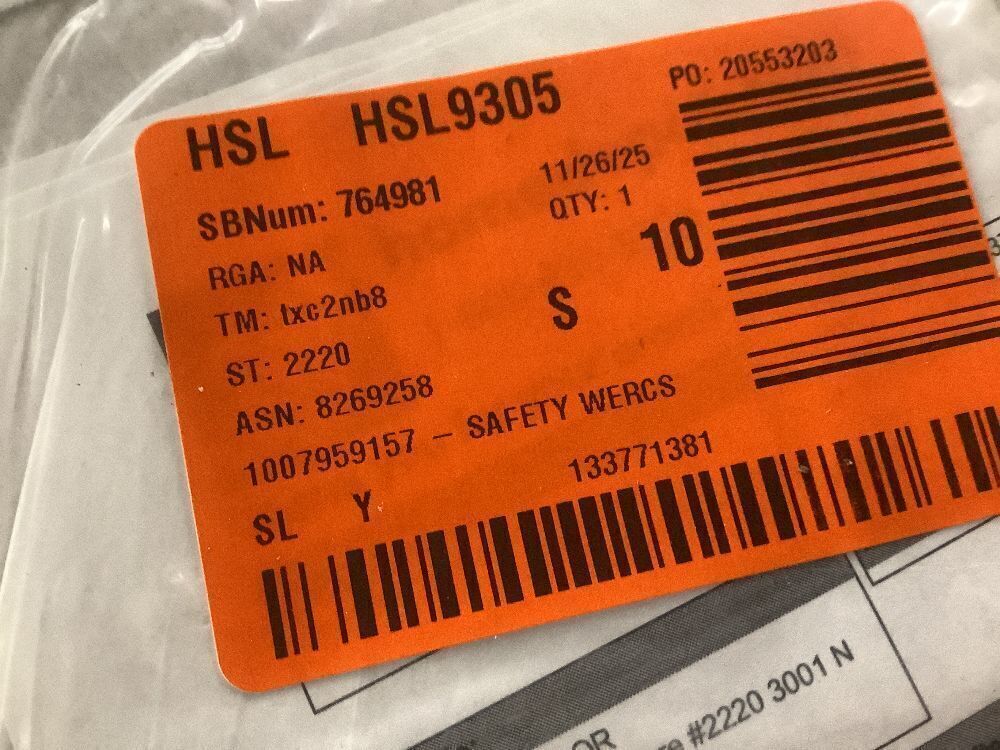 HSL HSL9305
PO: 20553203
SBNum: 764981
11/26/25
QTY: 1
RGA: NA
10
TM: lxc2nb8
S
ST: 2220
ASN: 8269258
1007959157 - SAFETY WERCS
133771381
SL Y
OR
#2220 3001 N